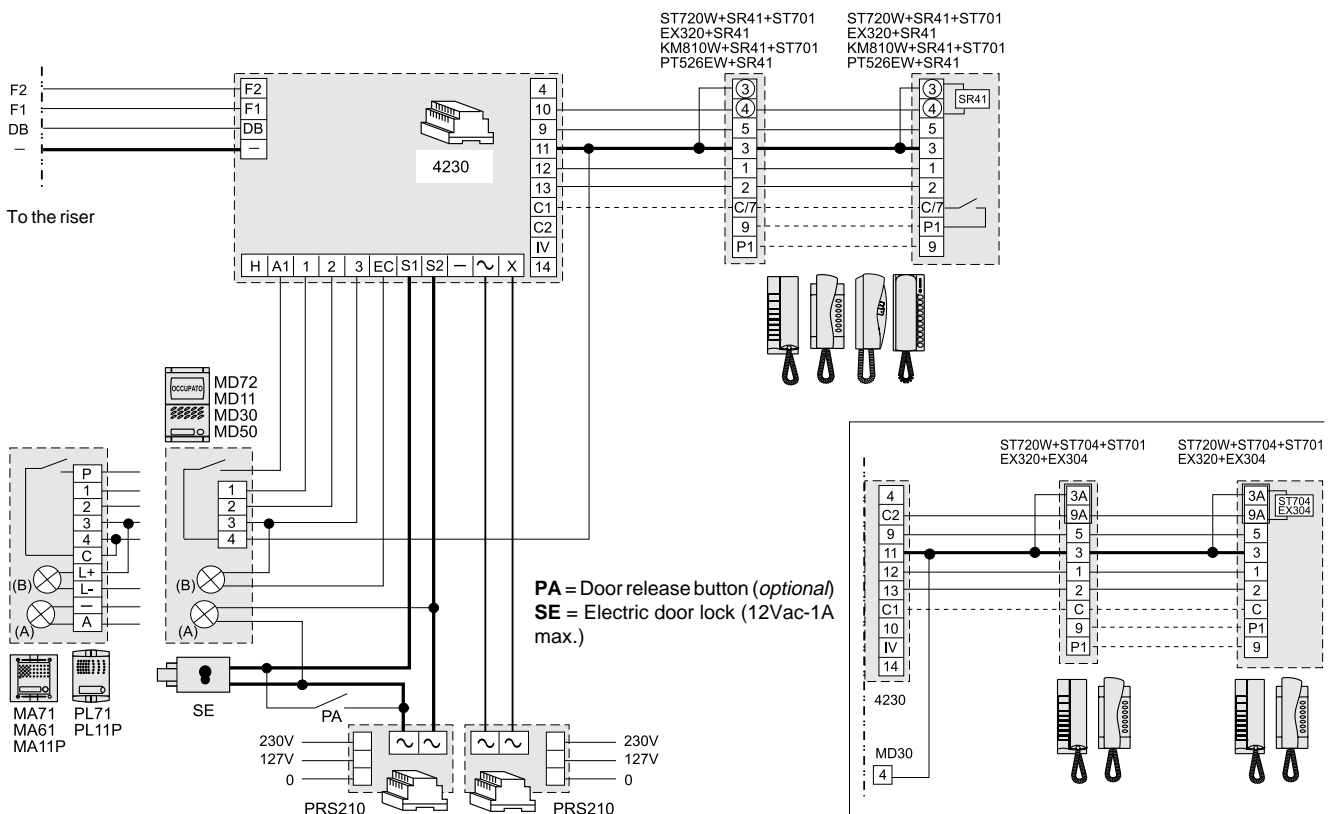 ST720W+SR41+ST701
EX320+SR41
KM810W+SR41+ST701
PT526EW+SR41
ST720W+SR41+ST701
EX320+SR41
KM810W+SR41+ST701
PT526EW+SR41
F2
F1
DB
—
F2
F1
DB
—
4230
4
10
9
11
12
13
C1
C2
IV
14
3
4
5
3
1
2
C/7
9
P1
3
4
5
3
1
2
C/7
P1
9
SR41
To the riser
H A1 1 2 3 EC S1 S2 — ~ X
OCCUPATO
MD72
MD11
MD30
MD50
P
1
2
3
4
C
L+
L-
—
A
(B)
(A)
1
2
3
4
(B)
(A)
MA71
MA61
MA11P
PL71
PL11P
SE
PA
PA = Door release button (optional)
SE = Electric door lock (12Vac-1A
max.)
230V
127V
0
~ ~
PRS210
~ ~
230V
127V
0
PRS210
ST720W+ST704+ST701
EX320+EX304
ST720W+ST704+ST701
EX320+EX304
4
C2
9
11
12
13
C1
10
IV
14
4230
3A
9A
5
3
1
2
C
9
P1
3A
9A
5
3
1
2
C
P1
9
ST704
EX304
MD30
4